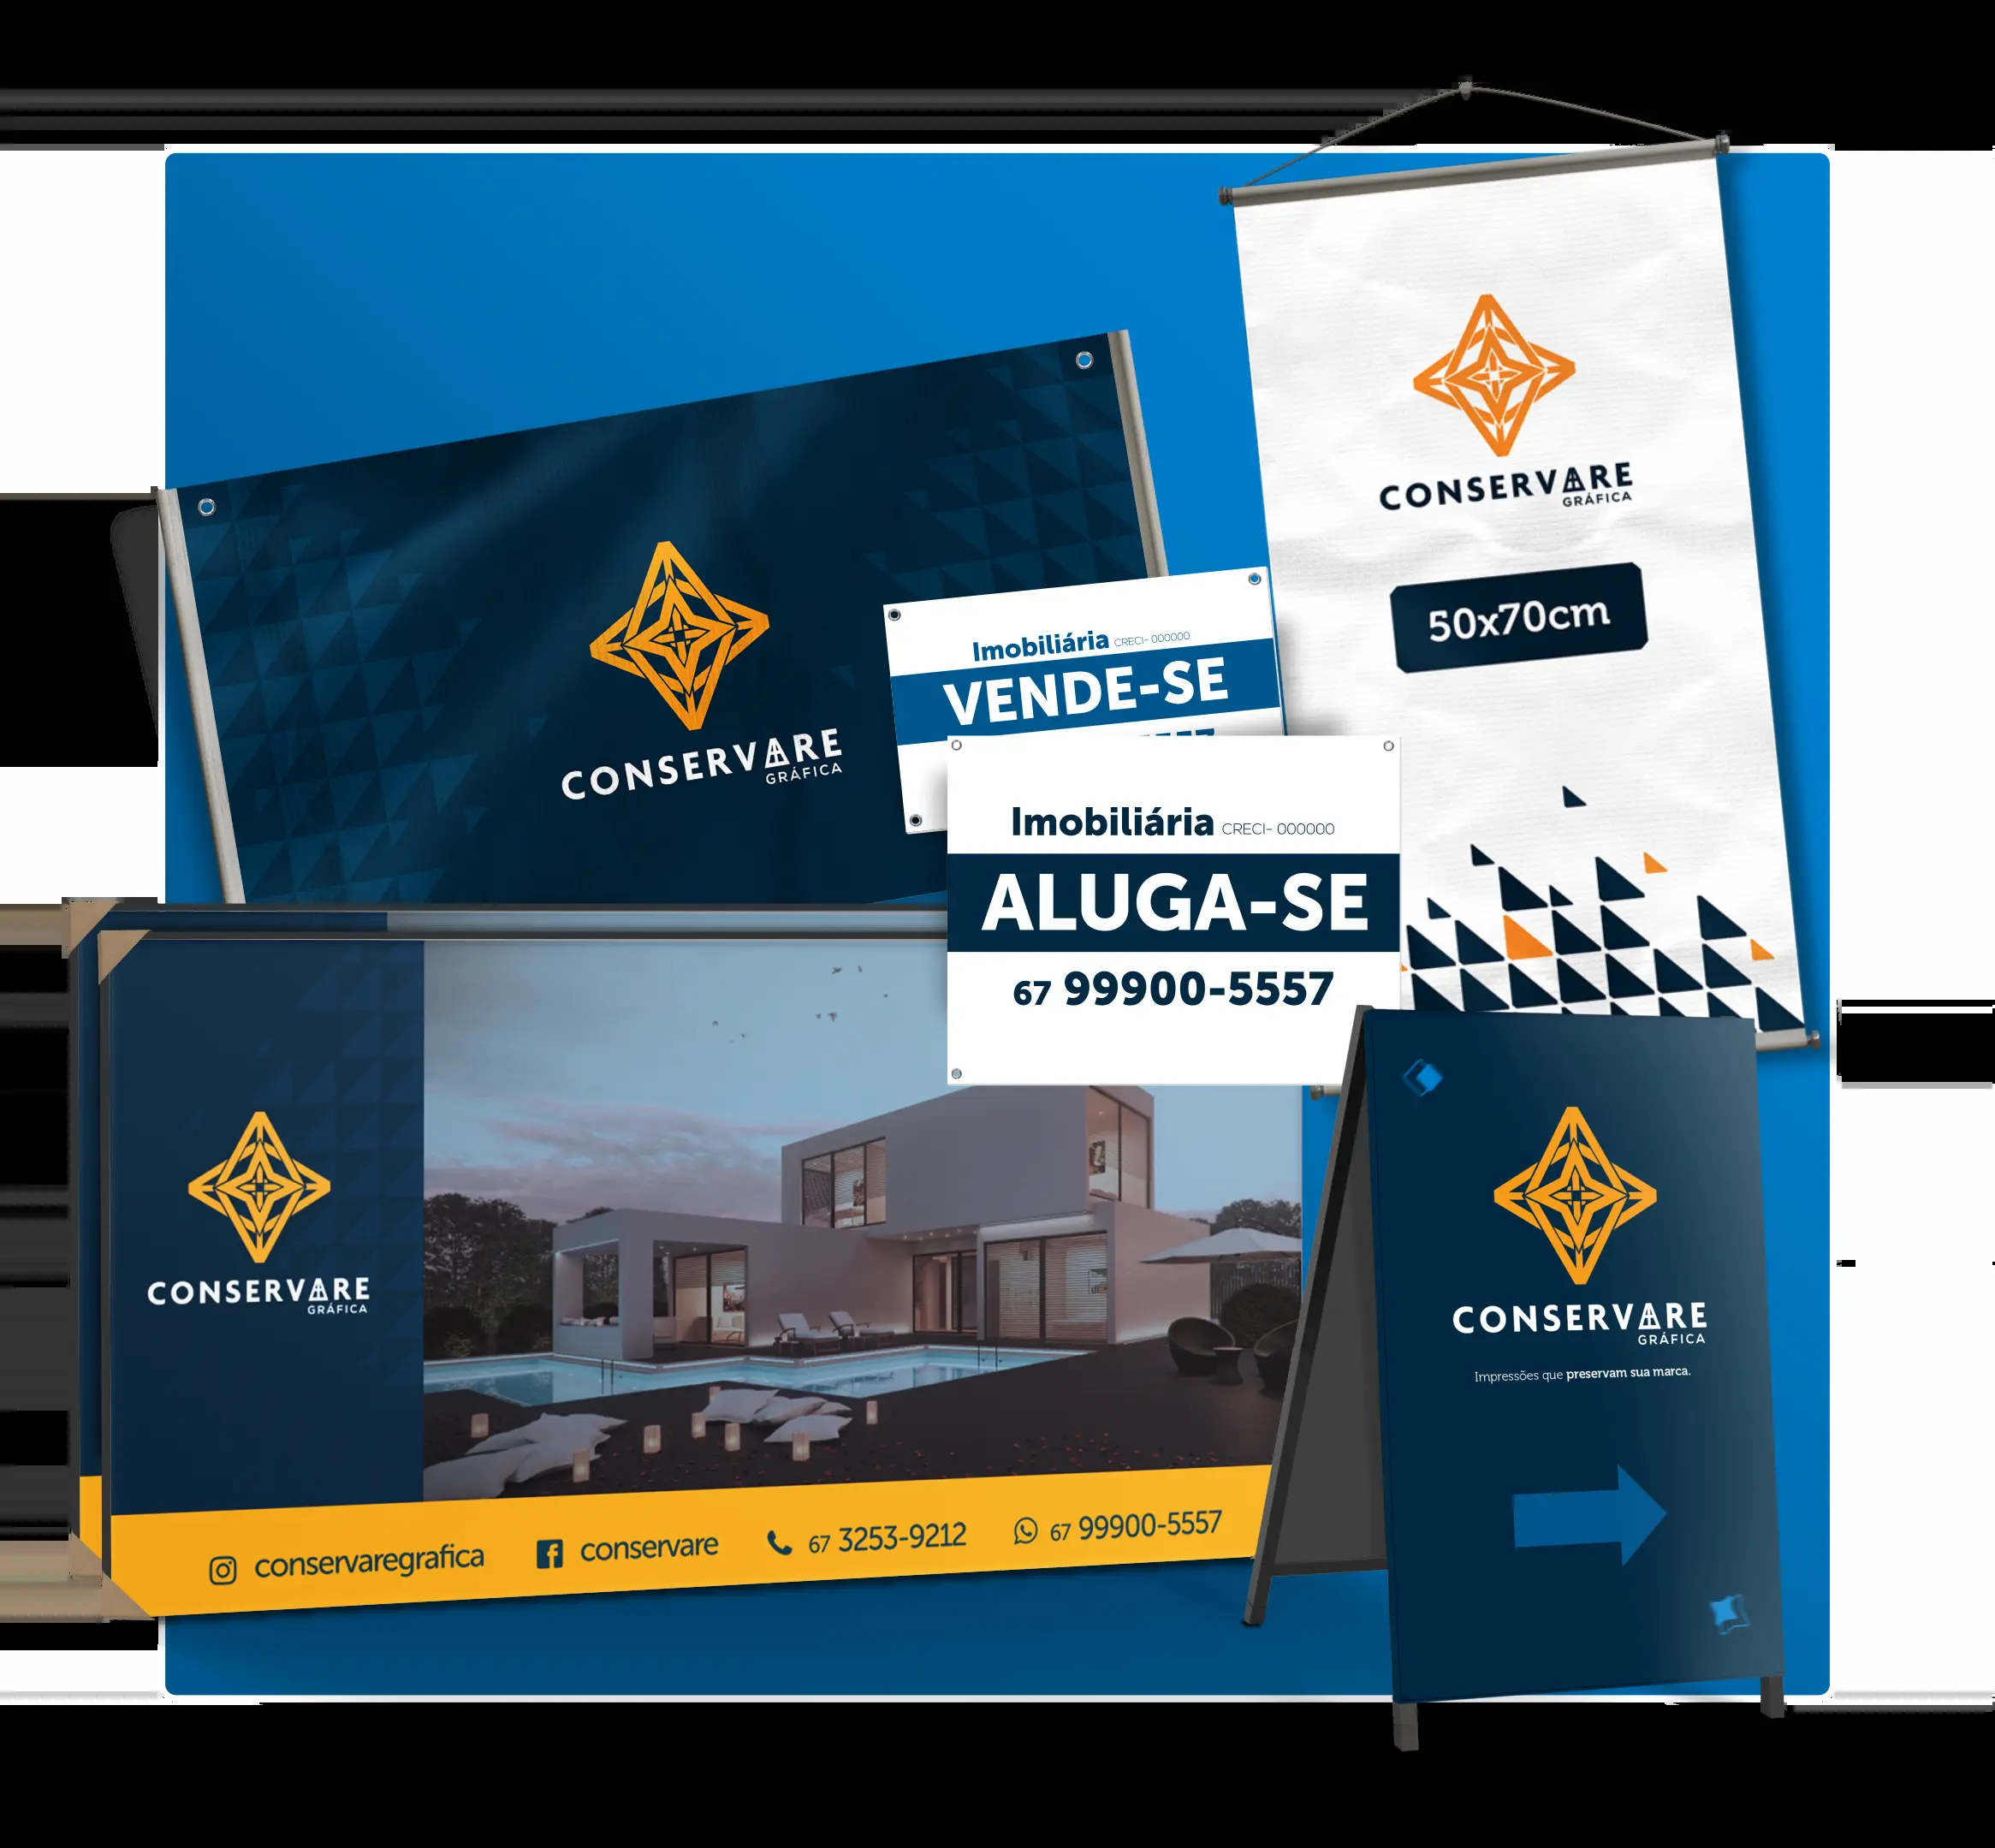 CONSERVARE
GRÁFICA
50x70cm
CONSERVARE
GRÁFICA
Imobiliária CRECI- 000000
VENDE-SE
Imobiliária CRECI- 000000
ALUGA-SE
67 99900-5557
CONSERVARE
GRÁFICA
conservaregrafica
conservare
67 3253-9212
67 99900-5557
CONSERVARE
GRÁFICA
Impressões que preservam sua marca.